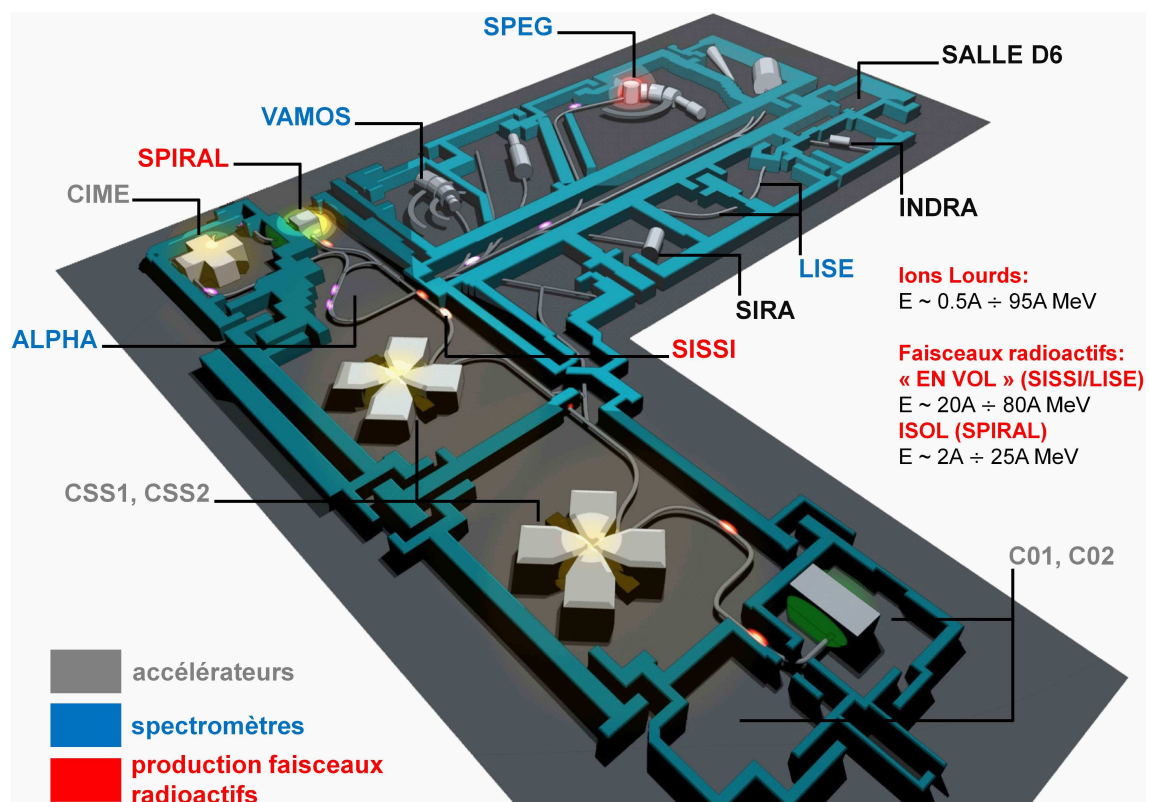 SPEG
SALLE D6
VAMOS
SPIRAL
CIME
INDRA
LISE
Ions Lourds:
E ~ 0.5A ÷ 95A MeV
SIRA
ALPHA
SISSI
Faisceaux radioactifs:
« EN VOL » (SISSI/LISE)
E ~ 20A ÷ 80A MeV
ISOL (SPIRAL)
E ~ 2A ÷ 25A MeV
CSS1, CSS2
C01, C02
accélérateurs
spectromètres
production faisceaux
radioactifs